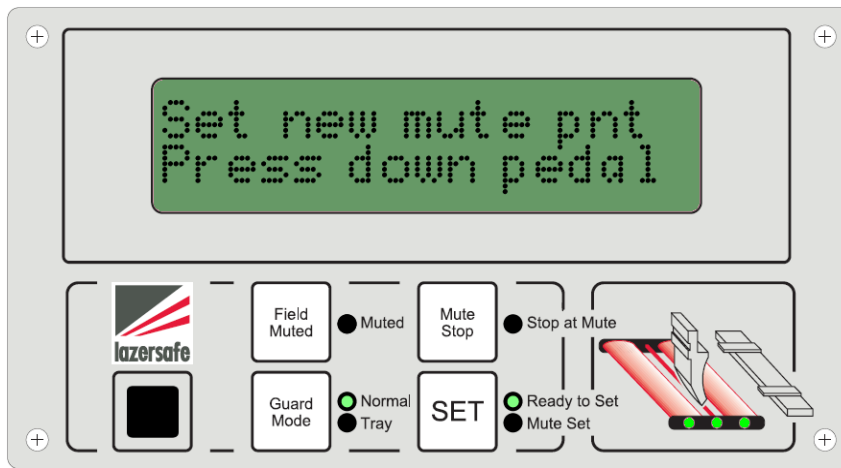 Set new mute pnt
Press down pedal
lazersafe
Field
Muted
Muted
Mute
Stop
Stop at Mute
Guard
Mode
Normal
Tray
SET
Ready to Set
Mute Set